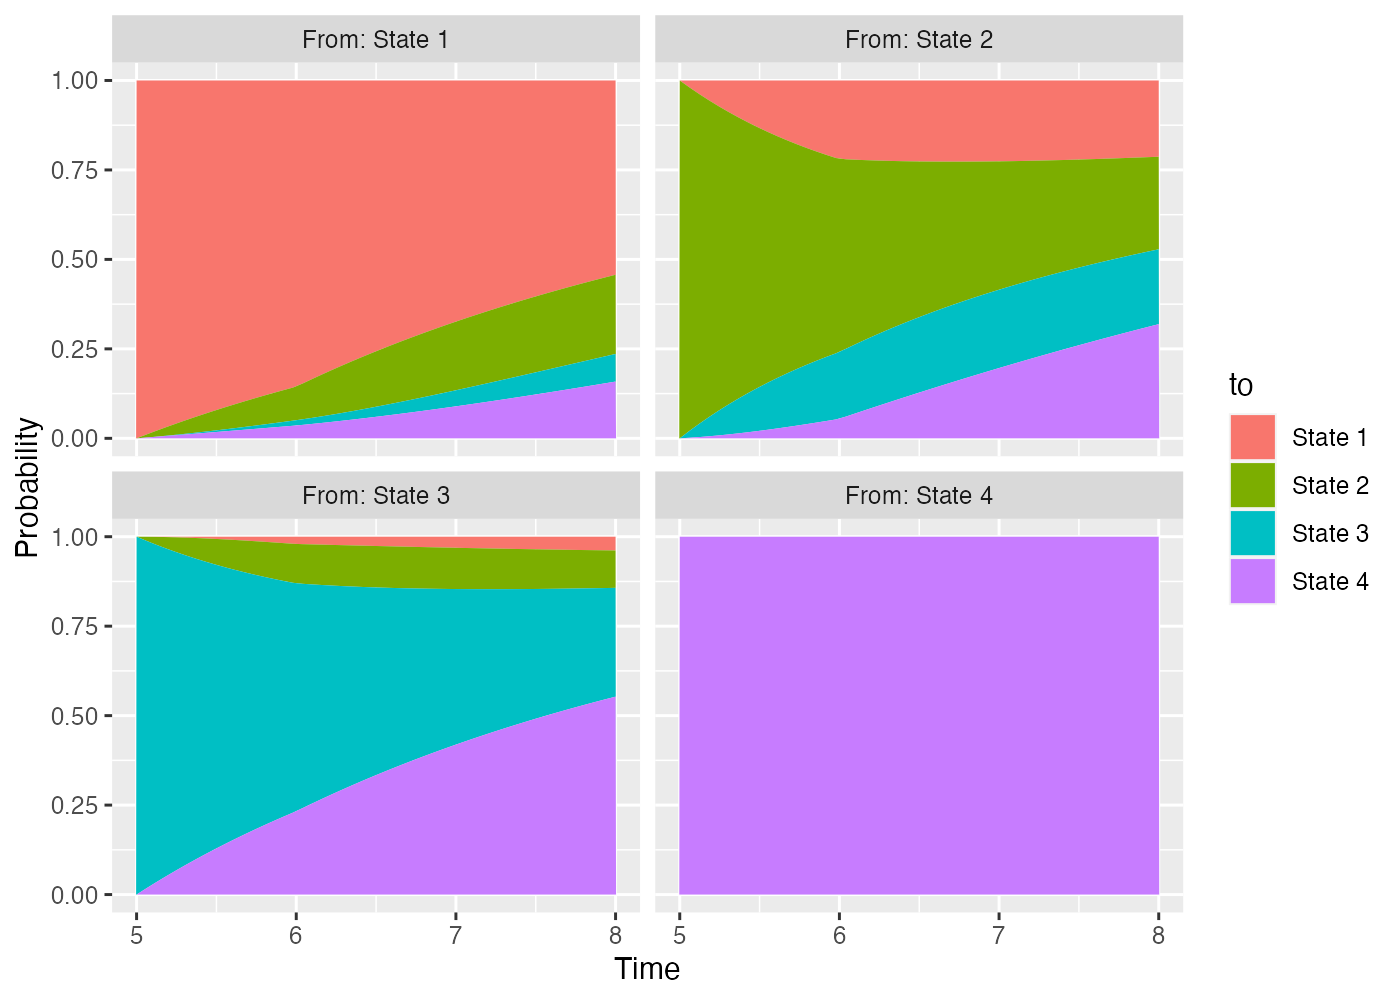 From: State 1
From: State 2
1.00
0.75
0.50
0.25
0.00
From: State 3
From: State 4
1.00
0.75
0.50
0.25
0.00
5 6 7 8
5 6 7 8
Time
Probability
to
State 1
State 2
State 3
State 4